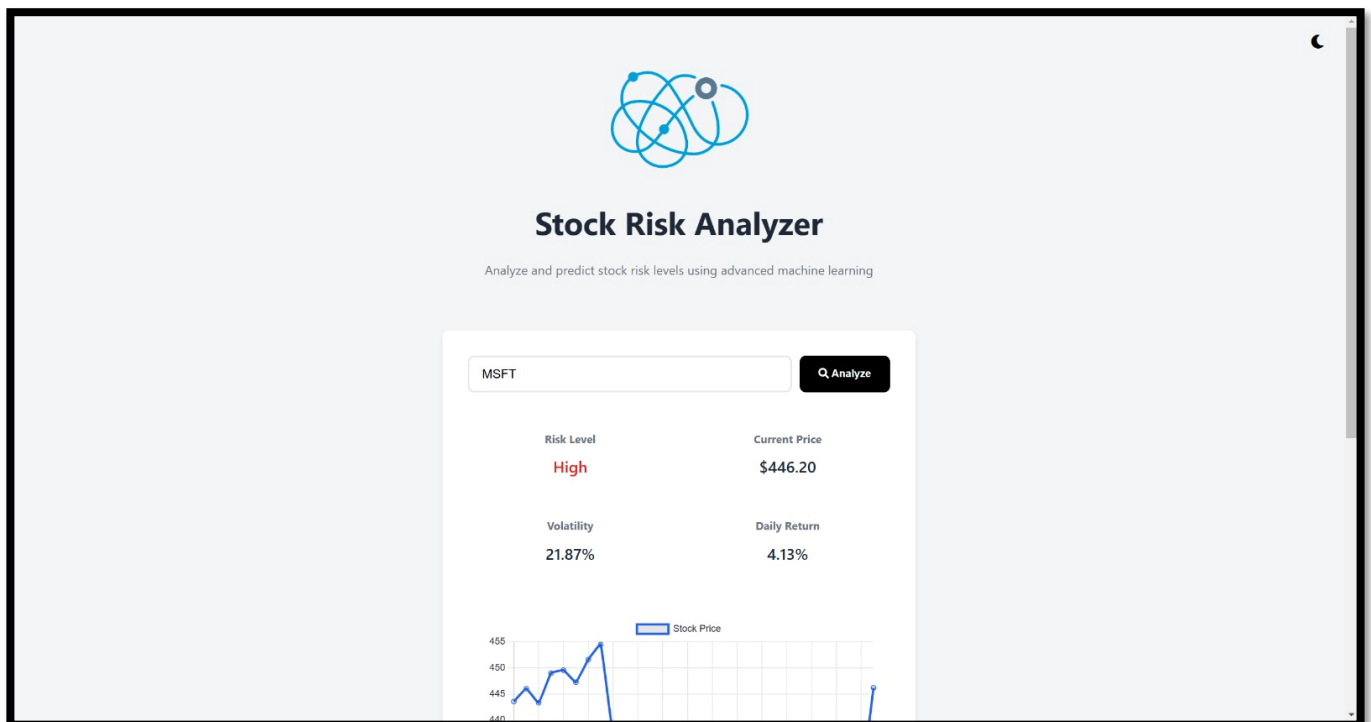 Stock Risk Analyzer
Analyze and predict stock risk levels using advanced machine learning
MSFT
Analyze
Risk Level
Current Price
High
$446.20
Volatility
Daily Return
21.87%
4.13%
Stock Price
455
450
445
440